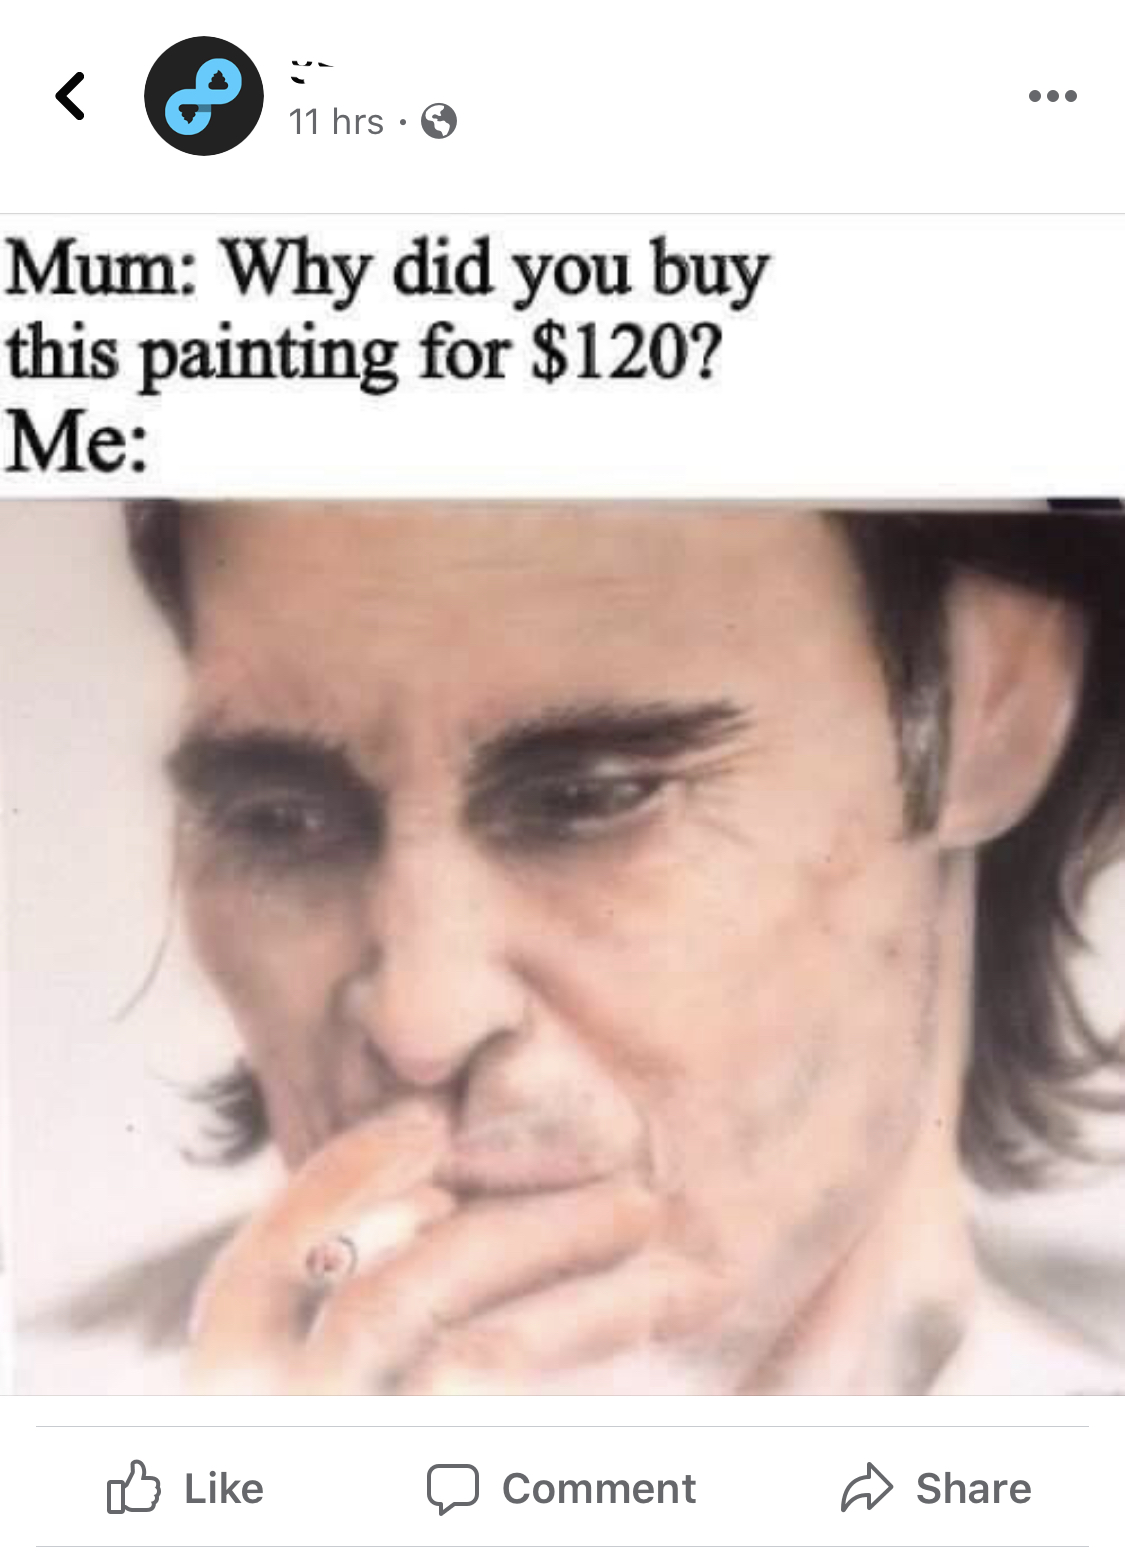 11 hrs ·
Mum: Why did you buy
this painting for $120?
Me:
Like
Comment
Share